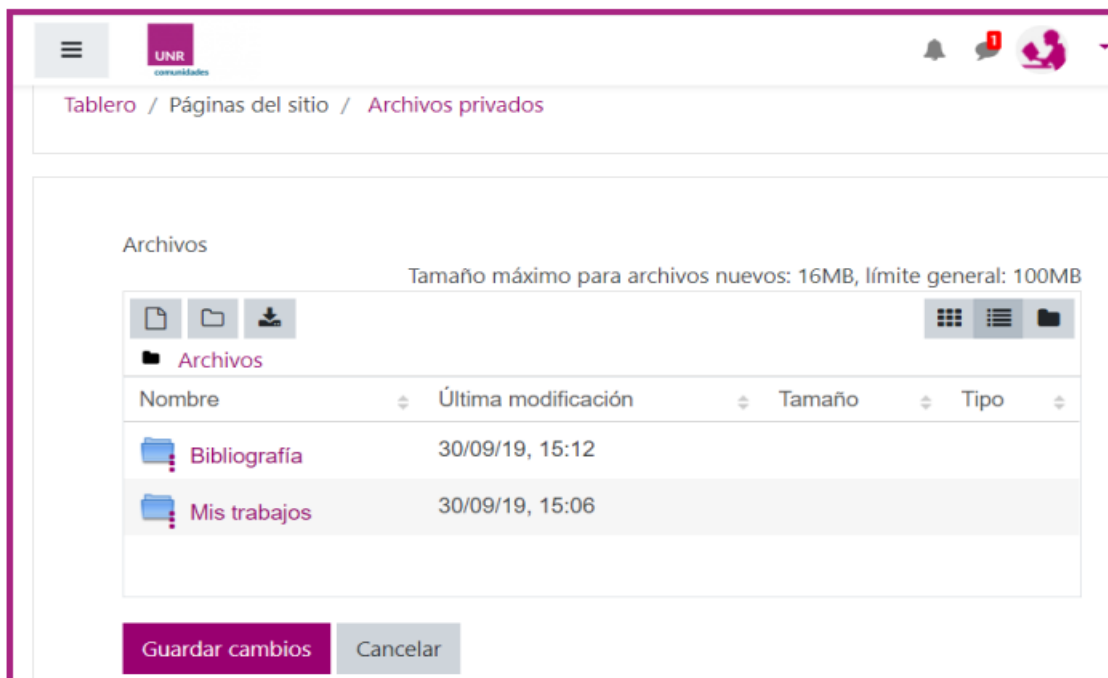 UNR
comunidades
1
Tablero / Páginas del sitio / Archivos privados
Archivos
Tamaño máximo para archivos nuevos: 16MB, límite general: 100MB
Archivos
Nombre Última modificación Tamaño Tipo
Bibliografía 30/09/19, 15:12
Mis trabajos 30/09/19, 15:06
Guardar cambios Cancelar